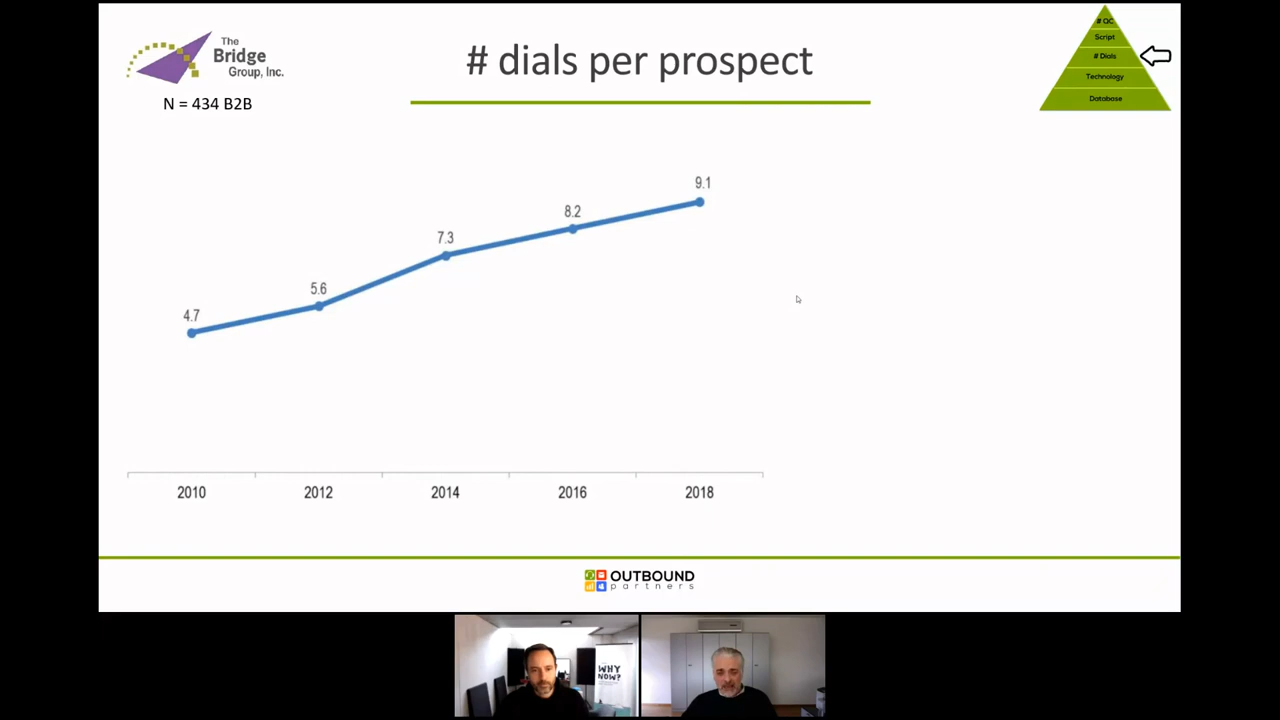 The
Bridge
Group, Inc.
N = 434 B2B
# dials per prospect
# QC
Script
# Dials
Technology
Database
4.7
5.6
7.3
8.2
9.1
2010
2012
2014
2016
2018
OUTBOUND
partners
WHY
NOW?